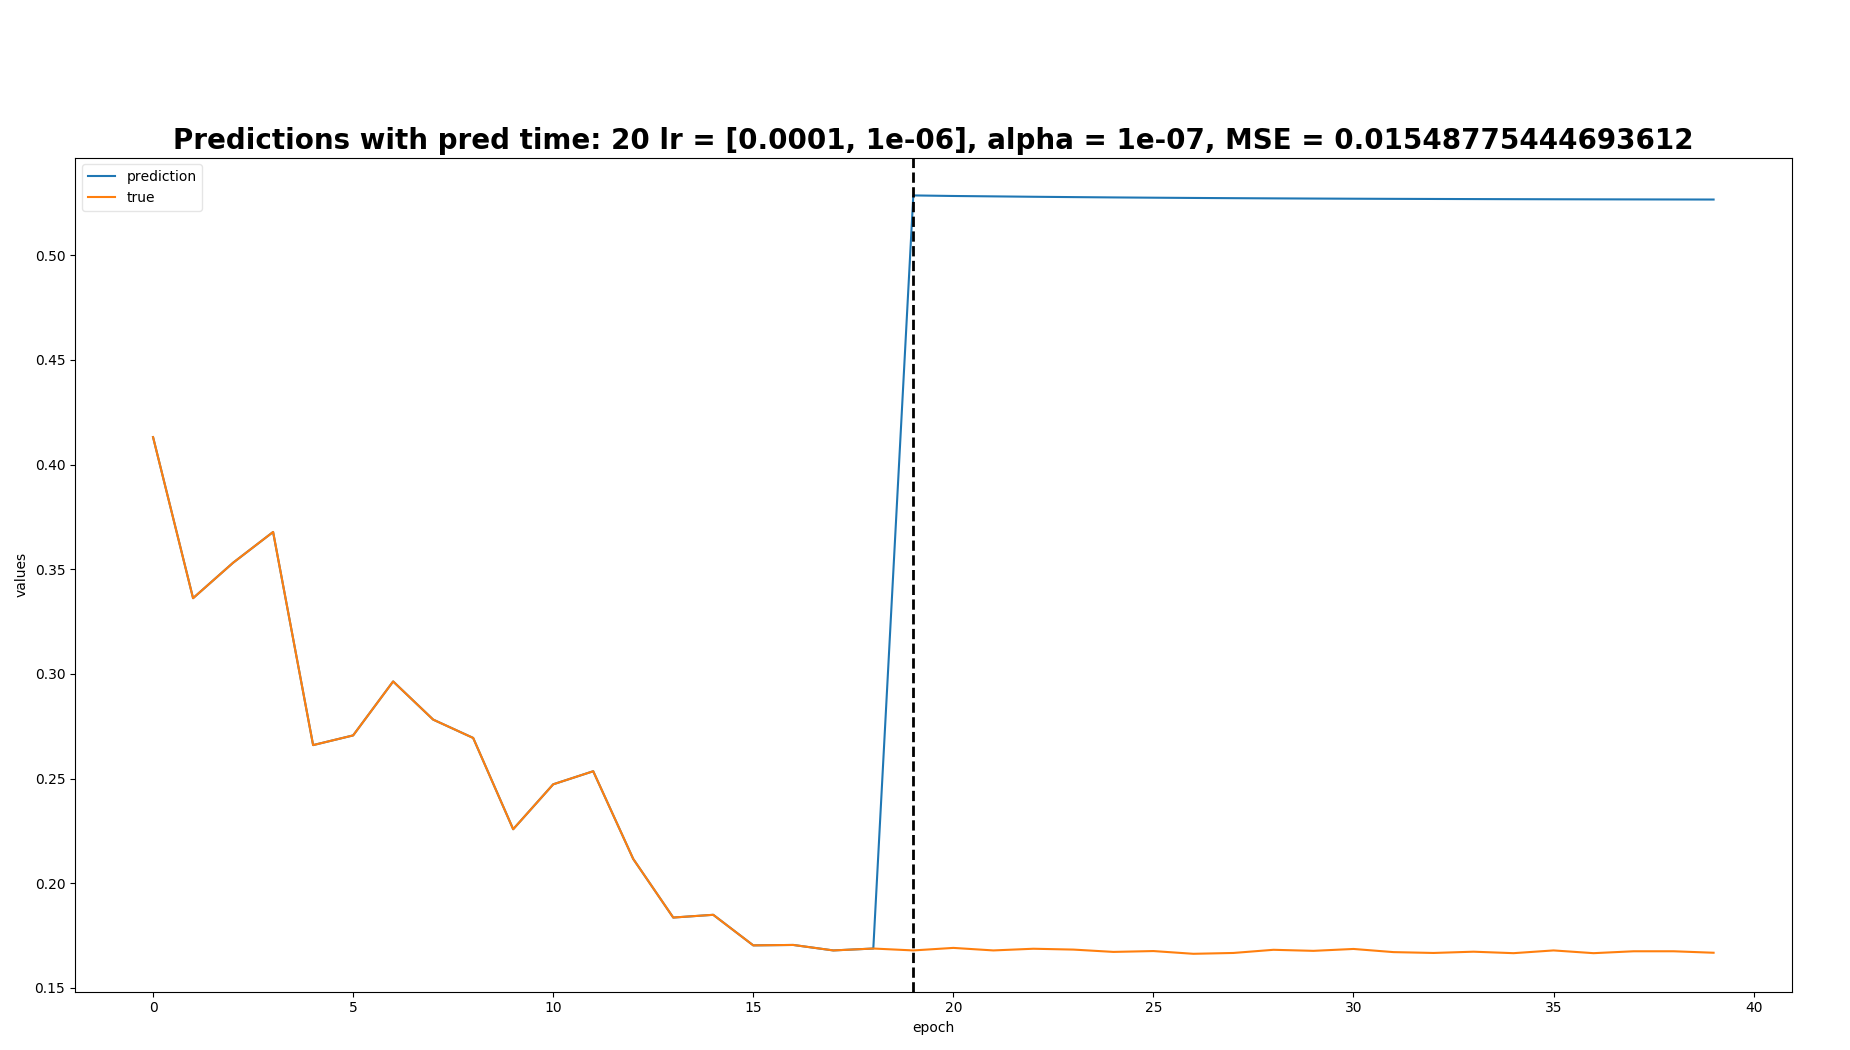 Predictions with pred time: 20 lr = [0.0001, 1e-06], alpha = 1e-07, MSE = 0.01548775444693612
prediction
true
0.50
0.45
0.40
0.35
0.30
0.25
0.20
0.15
values
0 5 10 15 20 25 30 35 40
epoch